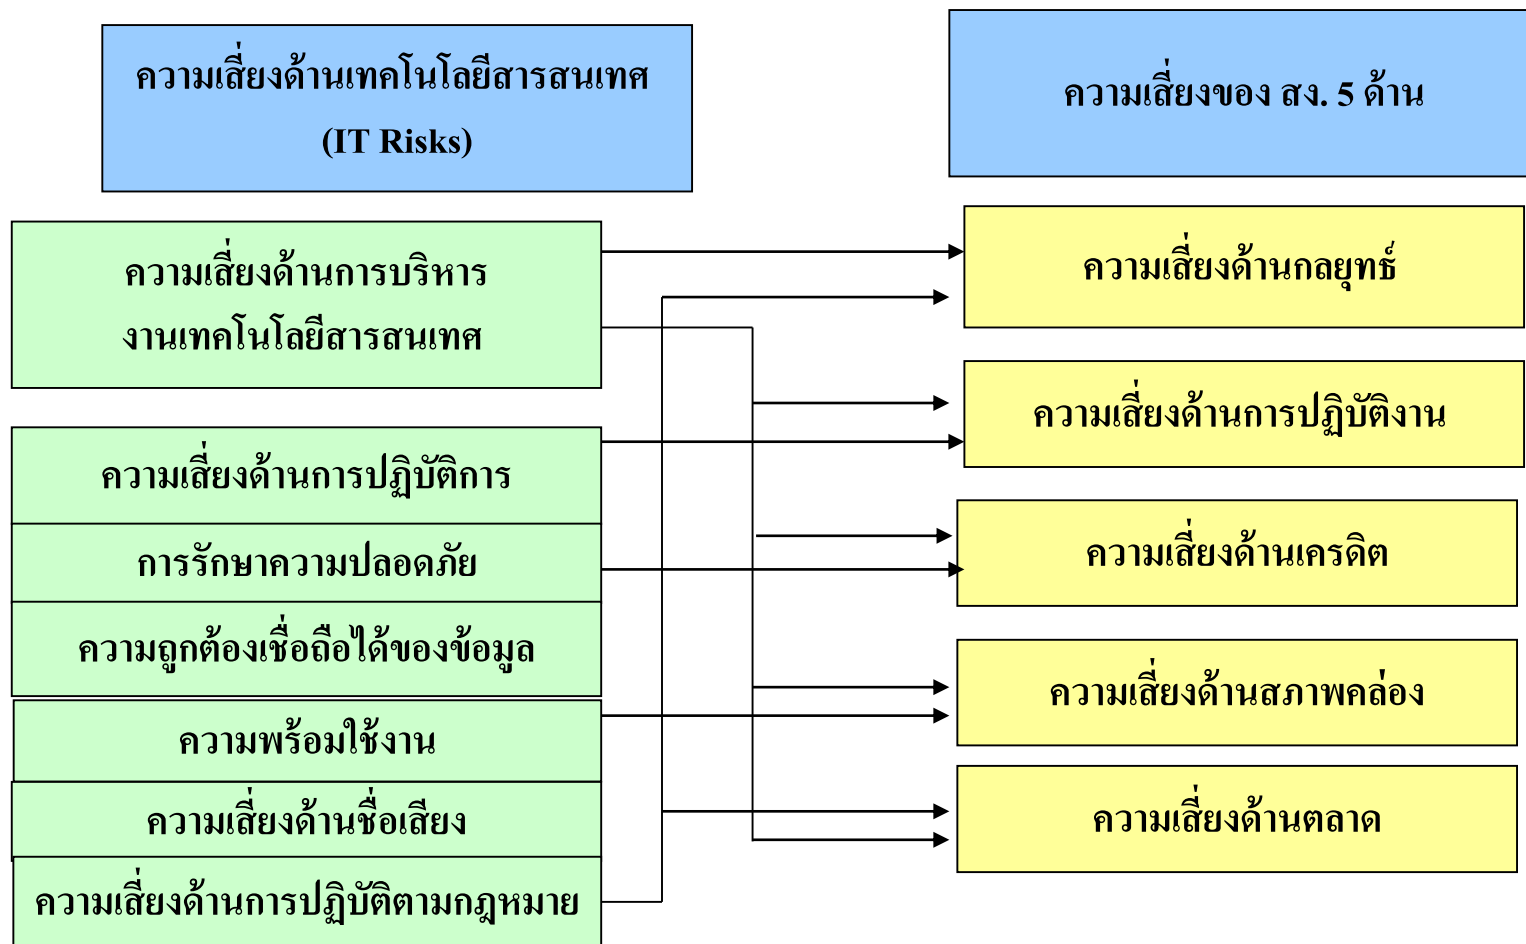 ความเสี่ยงด้านเทคโนโลยีสารสนเทศ
(IT Risks)
ความเสี่ยงของ สง. 5 ด้าน
ความเสี่ยงด้านการบริหาร
งานเทคโนโลยีสารสนเทศ
ความเสี่ยงด้านการปฏิบัติการ
การรักษาความปลอดภัย
ความถูกต้องเชื่อถือได้ของข้อมูล
ความพร้อมใช้งาน
ความเสี่ยงด้านชื่อเสียง
ความเสี่ยงด้านการปฏิบัติตามกฎหมาย
ความเสี่ยงด้านกลยุทธ์
ความเสี่ยงด้านการปฏิบัติงาน
ความเสี่ยงด้านเครดิต
ความเสี่ยงด้านสภาพคล่อง
ความเสี่ยงด้านตลาด